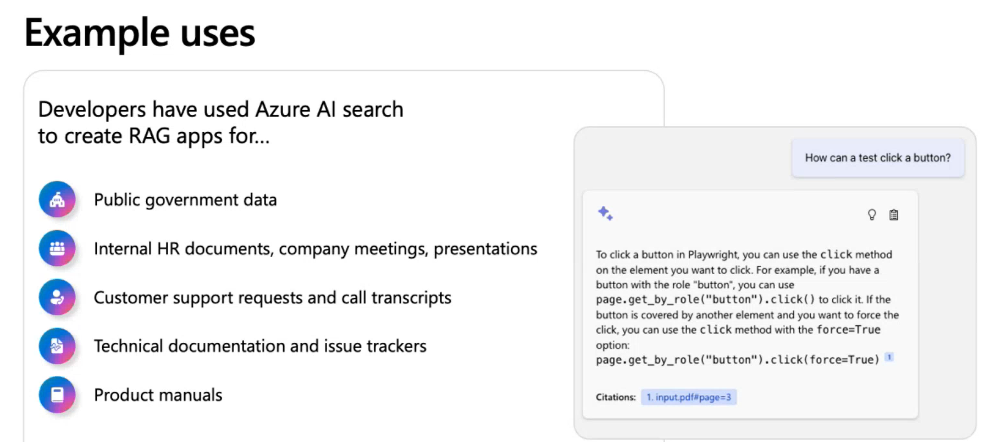 Example uses
Developers have used Azure AI search
to create RAG apps for...
Public government data
Internal HR documents, company meetings, presentations
Customer support requests and call transcripts
Technical documentation and issue trackers
Product manuals
How can a test click a button?
To click a button in Playwright, you can use the click method
on the element you want to click. For example, if you have a
button with the role "button", you can use
page.get_by_role("button").click() to click it. If the
button is covered by another element and you want to force the
click, you can use the click method with the force=True
option:
page.get_by_role("button").click(force=True) 1
Citations: 1. input.pdf#page=3